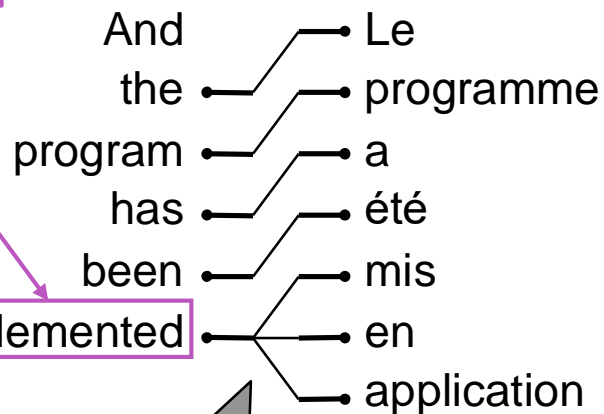 And Le
the programme
program a
has été
been mis
lemented en
application